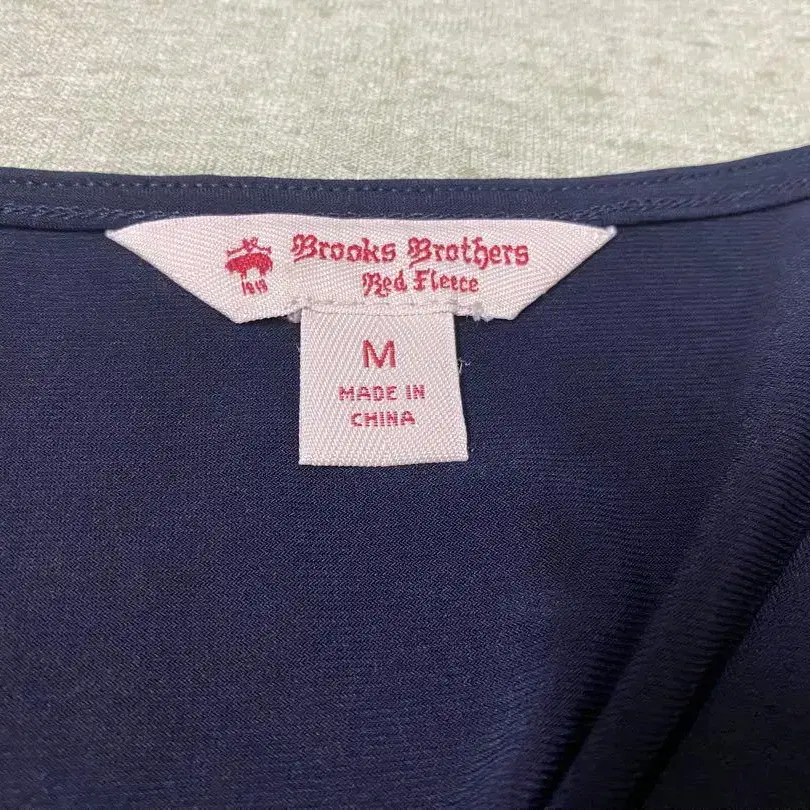 Brooks Brothers
Red Fleece
1818
M
MADE IN
CHINA